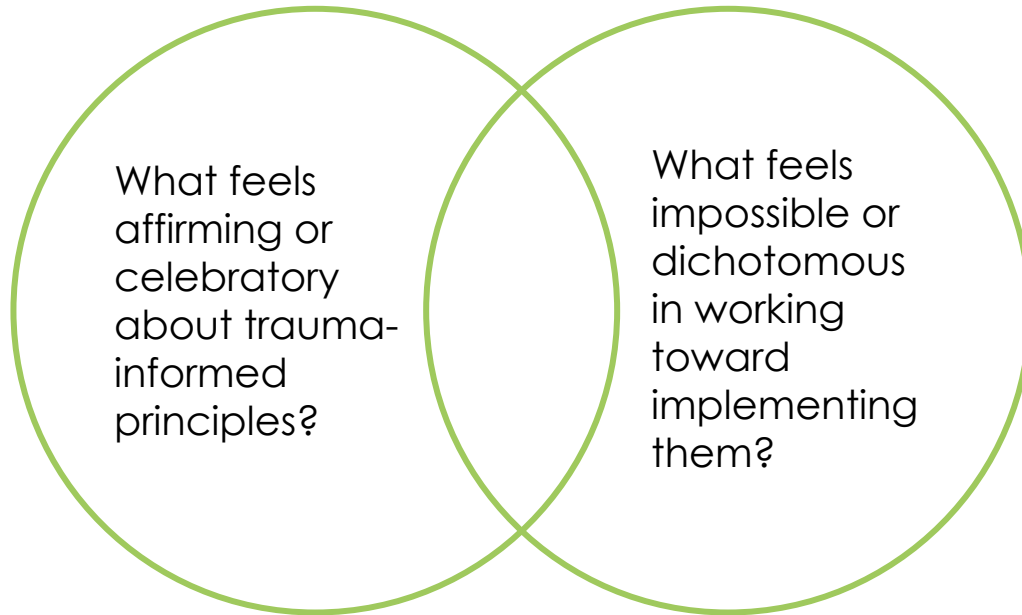 What feels
affirming or
celebratory
about trauma-
informed
principles?
What feels
impossible or
dichotomous
in working
toward
implementing
them?